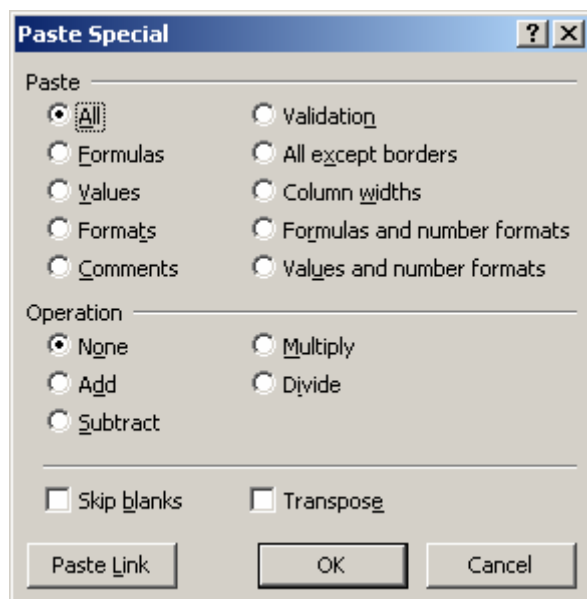 Paste Special
Paste
All
Validation
Formulas
All except borders
Values
Column widths
Formats
Formulas and number formats
Comments
Values and number formats
Operation
None
Multiply
Add
Divide
Subtract
Skip blanks
Transpose
Paste Link
OK
Cancel